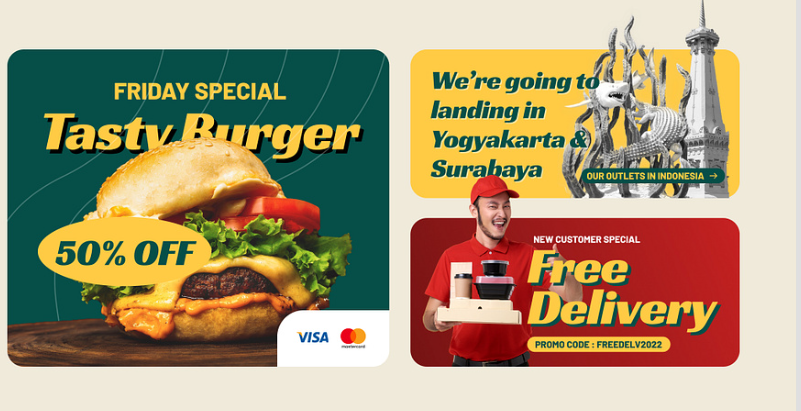 FRIDAY SPECIAL
Tasty Burger
50% OFF
VISA
mastercard
We're going to
landing in
Yogyakarta &
Surabaya
OUR OUTLETS IN INDONESIA →
NEW CUSTOMER SPECIAL
Free
Delivery
PROMO CODE : FREEDELV2022